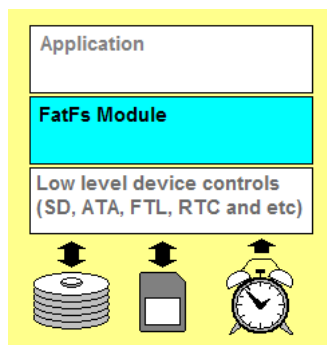 Application
FatFs Module
Low level device controls
(SD, ATA, FTL, RTC and etc)